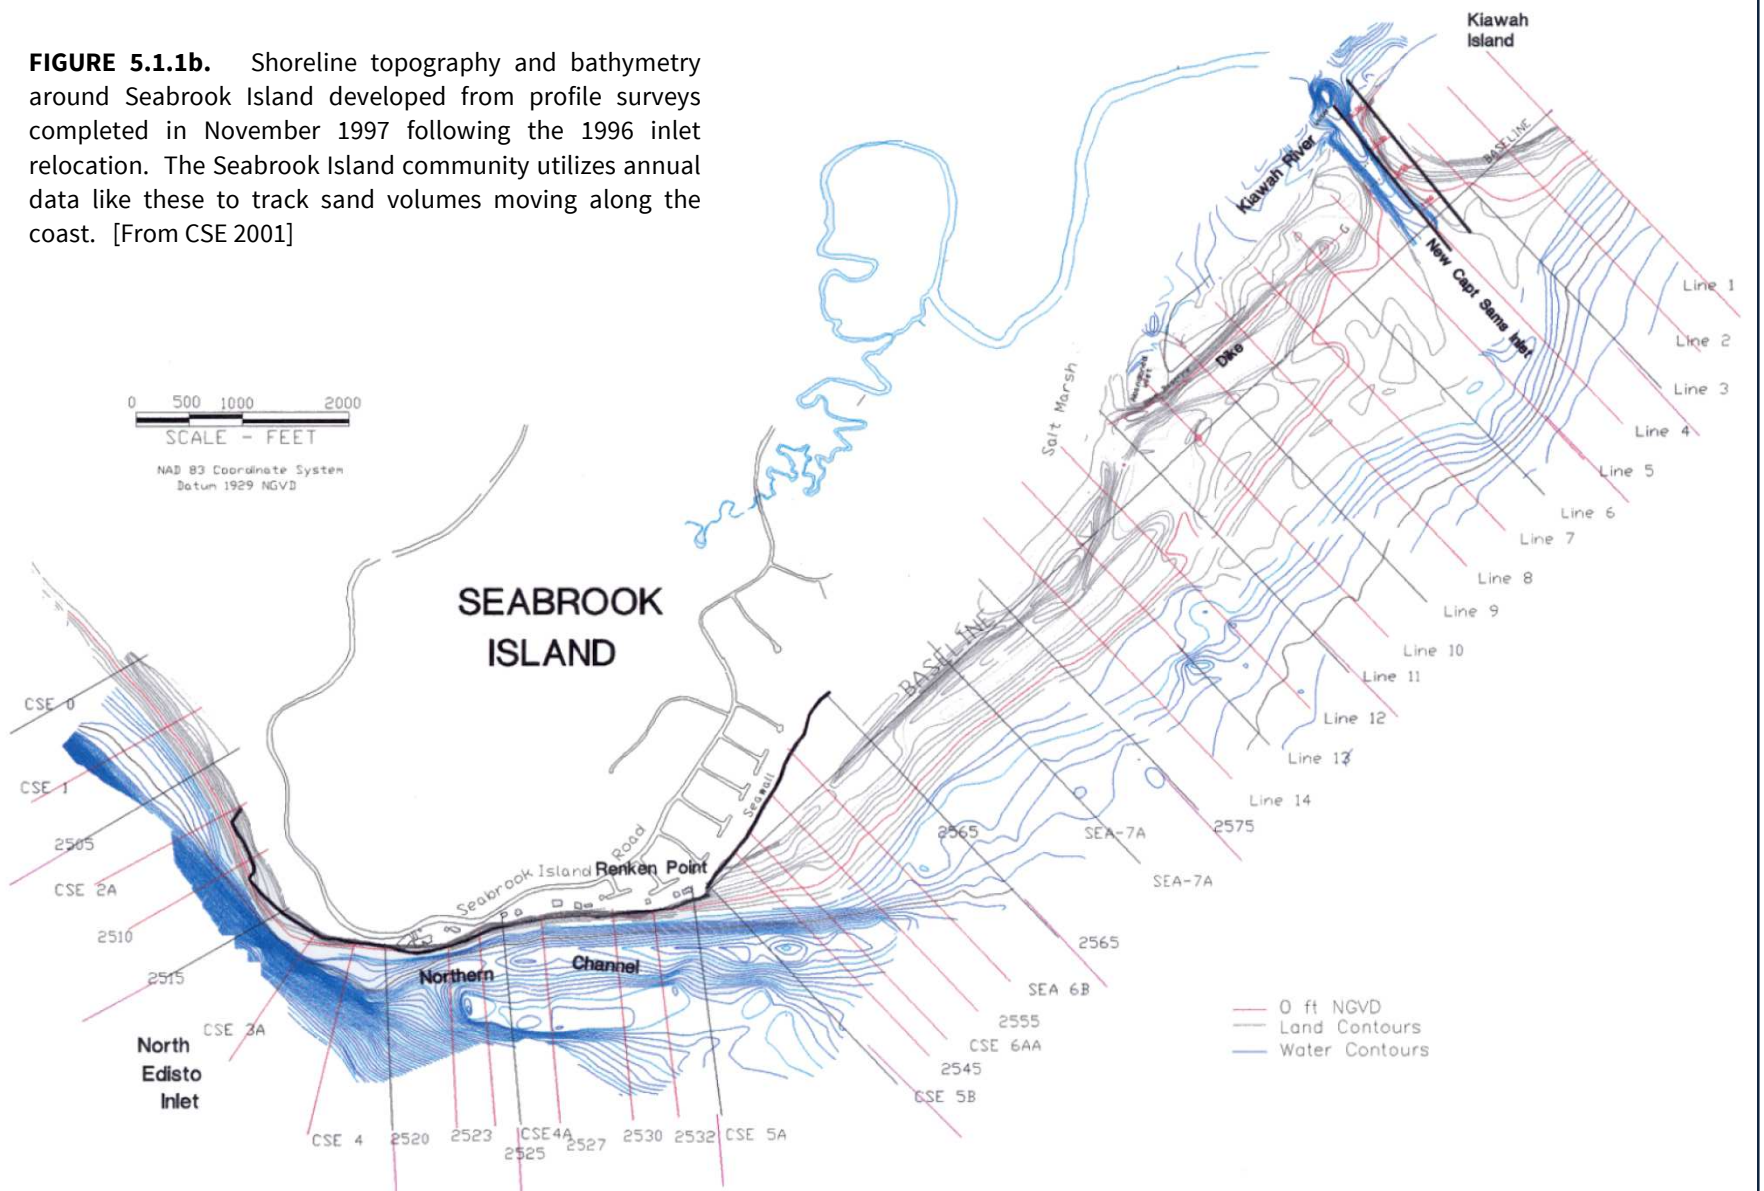 FIGURE 5.1.1b. Shoreline topography and bathymetry
around Seabrook Island developed from profile surveys
completed in November 1997 following the 1996 inlet
relocation. The Seabrook Island community utilizes annual
data like these to track sand volumes moving along the
coast. [From CSE 2001]
Kiawah
Island
BASELINE
Kiawah River
New Capt Sams Inlet
Dike
Salt Marsh
Line 1
Line 2
Line 3
Line 4
Line 5
Line 6
Line 7
Line 8
Line 9
Line 10
Line 11
Line 12
Line 13
Line 14
0 500 1000 2000
SCALE - FEET
NAD 83 Coordinate System
Datum 1929 NGVD
SEABROOK
ISLAND
BASELINE
Seawall
Seabrook Island Road
Renken Point
CSE 0
CSE 1
2505
CSE 2A
2510
2515
CSE 3A
North
Edisto
Inlet
Northern Channel
CSE 4
2520
2523
CSE4A
2525
2527
2530
2532
CSE 5A
CSE 5B
2545
CSE 6AA
2555
SEA 6B
2565
2565
SEA-7A
SEA-7A
2575
0 ft NGVD
Land Contours
Water Contours